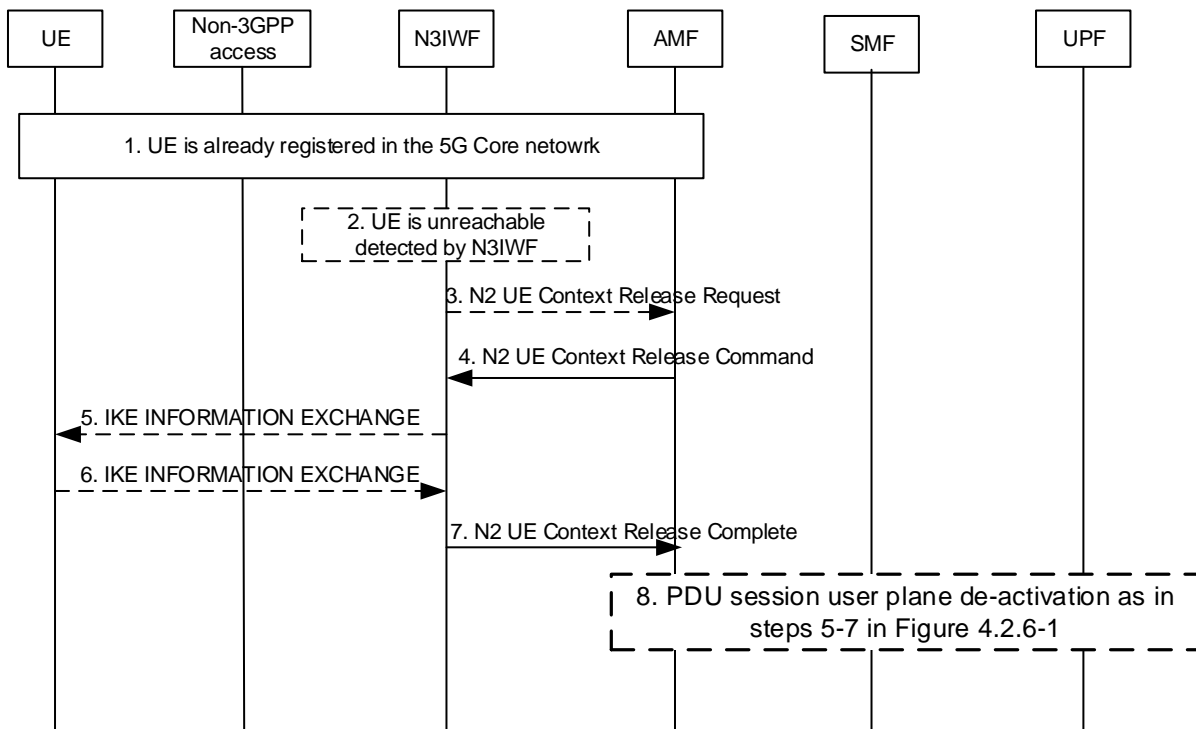 UE
Non-3GPP
access
N3IWF
AMF
SMF
UPF
1. UE is already registered in the 5G Core netowrk
2. UE is unreachable
detected by N3IWF
3. N2 UE Context Release Request
4. N2 UE Context Release Command
5. IKE INFORMATION EXCHANGE
6. IKE INFORMATION EXCHANGE
7. N2 UE Context Release Complete
8. PDU session user plane de-activation as in
steps 5-7 in Figure 4.2.6-1